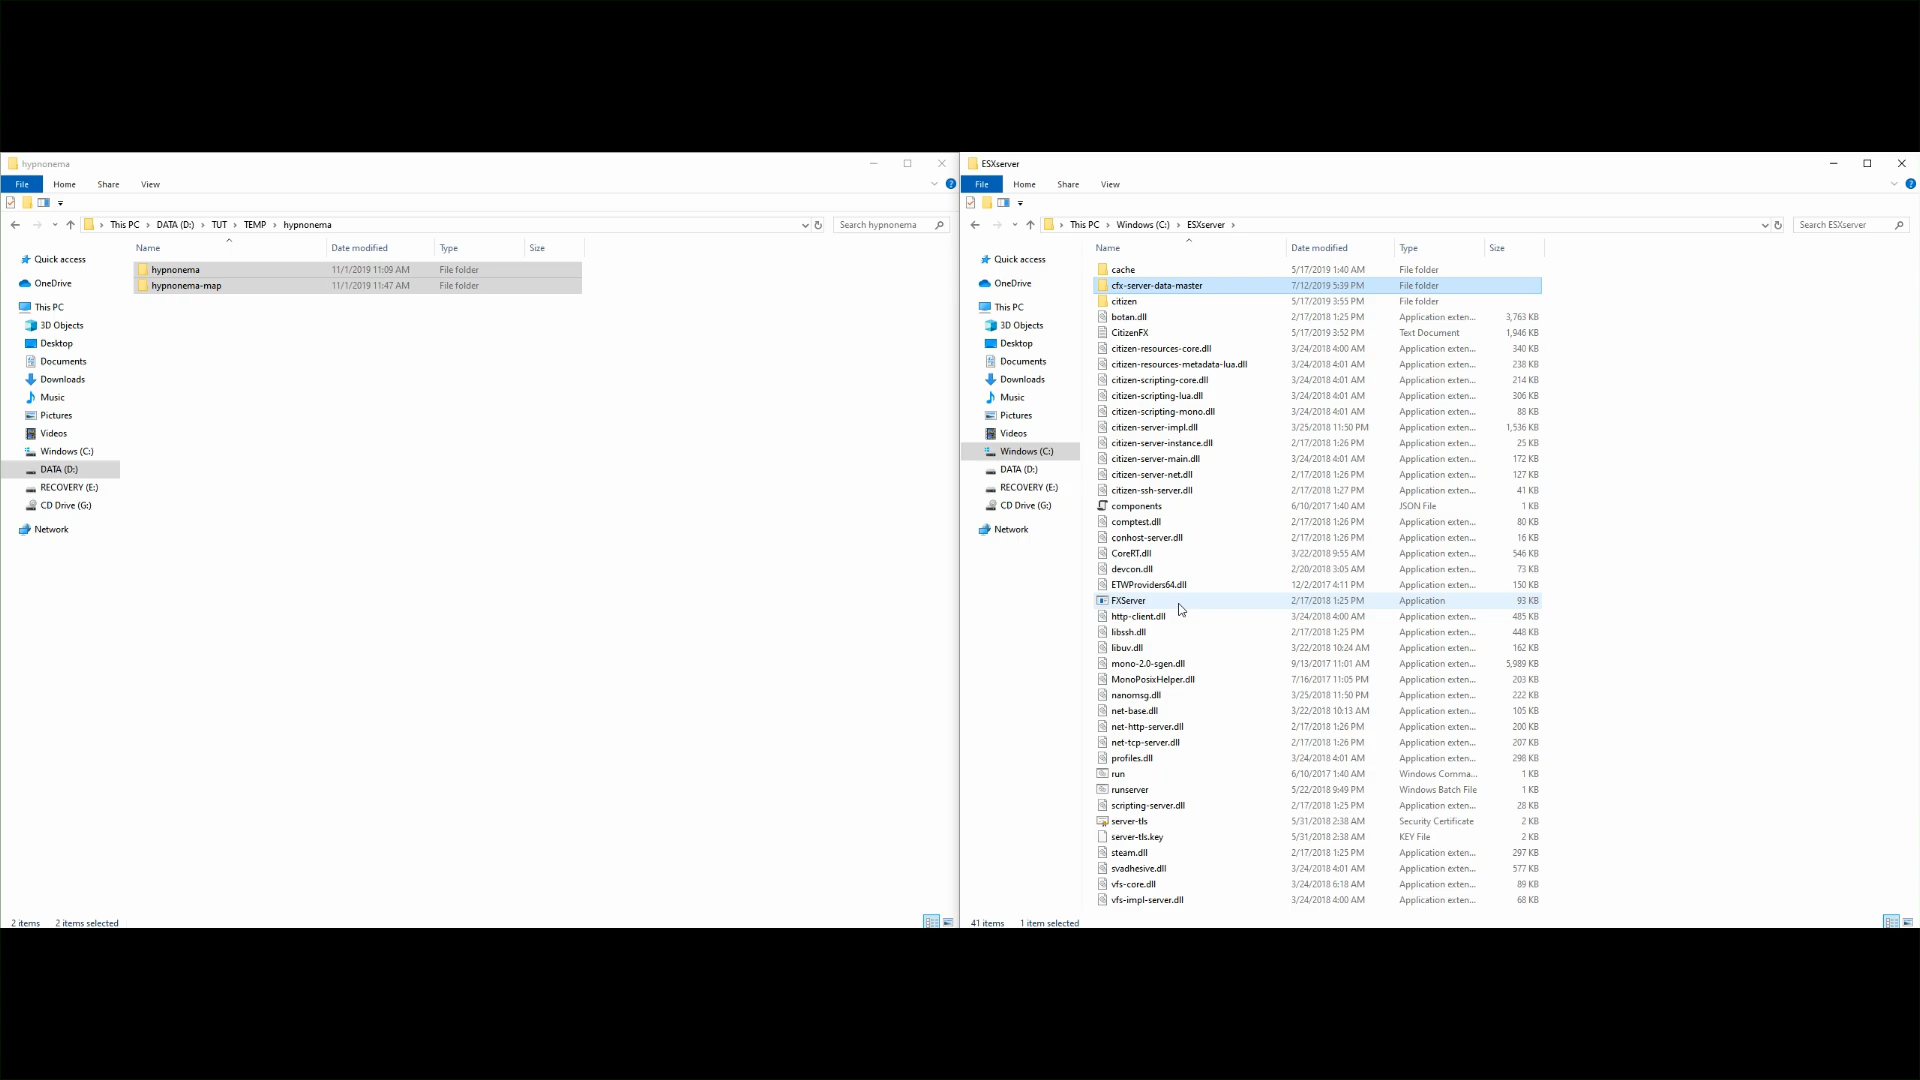 hypnonema
File Home Share View
This PC > DATA (D:) > TUT > TEMP > hypnonema
Search hypnonema
Name Date modified Type Size
hypnonema 11/1/2019 11:09 AM File folder
hypnonema-map 11/1/2019 11:47 AM File folder
Quick access
OneDrive
This PC
3D Objects
Desktop
Documents
Downloads
Music
Pictures
Videos
Windows (C:)
DATA (D:)
RECOVERY (E:)
CD Drive (G:)
Network
2 items 2 items selected
ESXserver
File Home Share View
This PC > Windows (C:) > ESXserver >
Search ESXserver
Quick access
OneDrive
This PC
3D Objects
Desktop
Documents
Downloads
Music
Pictures
Videos
Windows (C:)
DATA (D:)
RECOVERY (E:)
CD Drive (G:)
Network
Name Date modified Type Size
cache 5/17/2019 1:40 AM File folder
cfx-server-data-master 7/12/2019 5:39 PM File folder
citizen 5/17/2019 3:55 PM File folder
botan.dll 2/17/2018 1:25 PM Application exten... 3,763 KB
CitizenFX 5/17/2019 3:52 PM Text Document 1,946 KB
citizen-resources-core.dll 3/24/2018 4:00 AM Application exten... 340 KB
citizen-resources-metadata-lua.dll 3/24/2018 4:01 AM Application exten... 238 KB
citizen-scripting-core.dll 3/24/2018 4:01 AM Application exten... 214 KB
citizen-scripting-lua.dll 3/24/2018 4:01 AM Application exten... 306 KB
citizen-scripting-mono.dll 3/24/2018 4:01 AM Application exten... 88 KB
citizen-server-impl.dll 3/25/2018 11:50 PM Application exten... 1,536 KB
citizen-server-instance.dll 2/17/2018 1:26 PM Application exten... 25 KB
citizen-server-main.dll 3/24/2018 4:01 AM Application exten... 172 KB
citizen-server-net.dll 2/17/2018 1:26 PM Application exten... 127 KB
citizen-ssh-server.dll 2/17/2018 1:27 PM Application exten... 41 KB
components 6/10/2017 1:40 AM JSON File 1 KB
comptest.dll 2/17/2018 1:26 PM Application exten... 80 KB
conhost-server.dll 2/17/2018 1:26 PM Application exten... 16 KB
CoreRT.dll 3/22/2018 9:55 AM Application exten... 546 KB
devcon.dll 2/20/2018 3:05 AM Application exten... 73 KB
ETWProviders64.dll 12/2/2017 4:11 PM Application exten... 150 KB
FXServer 2/17/2018 1:25 PM Application 93 KB
http-client.dll 3/24/2018 4:00 AM Application exten... 485 KB
libssh.dll 2/17/2018 1:25 PM Application exten... 448 KB
libuv.dll 3/22/2018 10:24 AM Application exten... 162 KB
mono-2.0-sgen.dll 9/13/2017 11:01 AM Application exten... 5,989 KB
MonoPosixHelper.dll 7/16/2017 11:05 PM Application exten... 203 KB
nanomsg.dll 3/25/2018 11:50 PM Application exten... 222 KB
net-base.dll 3/22/2018 10:13 AM Application exten... 105 KB
net-http-server.dll 2/17/2018 1:26 PM Application exten... 200 KB
net-tcp-server.dll 2/17/2018 1:26 PM Application exten... 207 KB
profiles.dll 3/24/2018 4:01 AM Application exten... 298 KB
run 6/10/2017 1:40 AM Windows Comma... 1 KB
runserver 5/22/2018 9:49 PM Windows Batch File 1 KB
scripting-server.dll 2/17/2018 1:25 PM Application exten... 28 KB
server-tls 5/31/2018 2:38 AM Security Certificate 2 KB
server-tls.key 5/31/2018 2:38 AM KEY File 2 KB
steam.dll 2/17/2018 1:25 PM Application exten... 297 KB
svadhesive.dll 3/24/2018 4:01 AM Application exten... 577 KB
vfs-core.dll 3/24/2018 6:18 AM Application exten... 89 KB
vfs-impl-server.dll 3/24/2018 4:00 AM Application exten... 68 KB
41 items 1 item selected